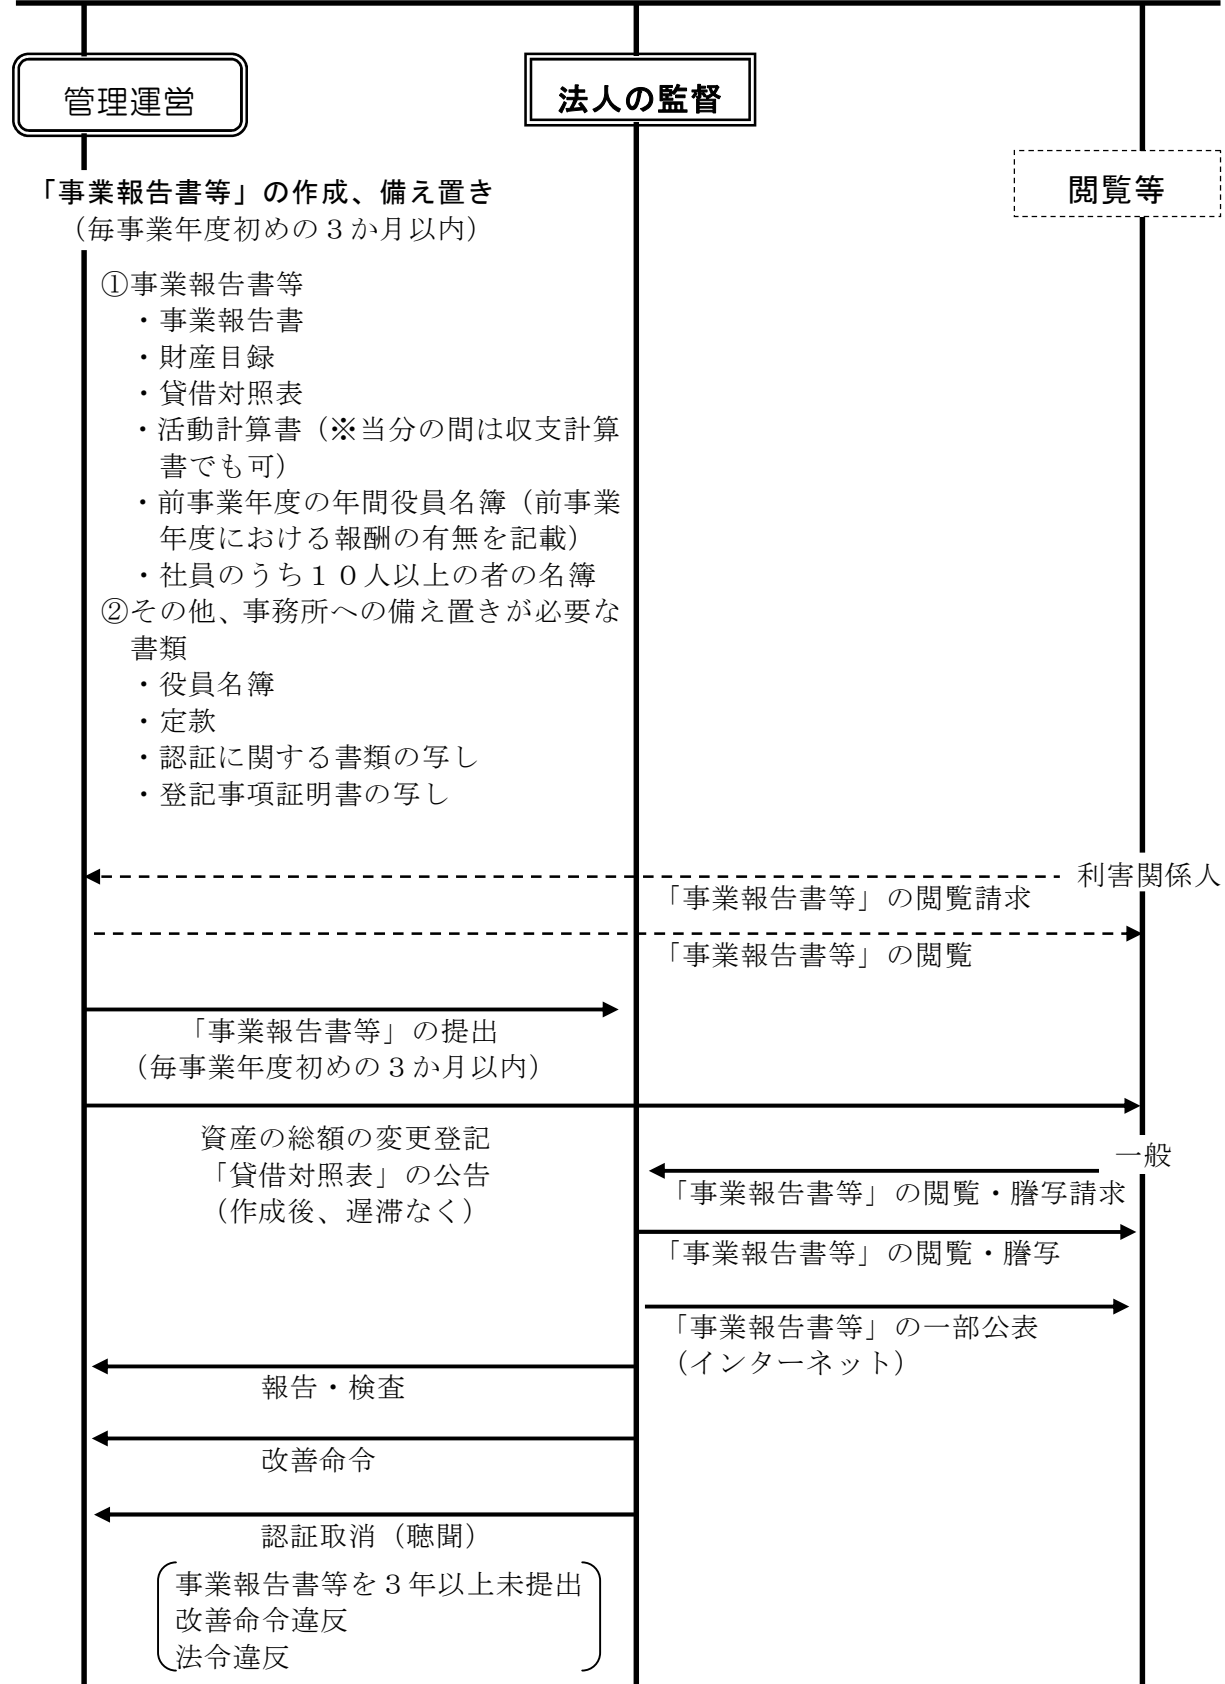 管理運営
法人の監督
閲覧等
「事業報告書等」の作成、備え置き
（毎事業年度初めの３か月以内）
①事業報告書等
・事業報告書
・財産目録
・貸借対照表
・活動計算書（※当分の間は収支計算
書でも可）
・前事業年度の年間役員名簿（前事業
年度における報酬の有無を記載）
・社員のうち１０人以上の者の名簿
②その他、事務所への備え置きが必要な
書類
・役員名簿
・定款
・認証に関する書類の写し
・登記事項証明書の写し
利害関係人
「事業報告書等」の閲覧請求
「事業報告書等」の閲覧
「事業報告書等」の提出
（毎事業年度初めの３か月以内）
資産の総額の変更登記
「貸借対照表」の公告
（作成後、遅滞なく）
一般
「事業報告書等」の閲覧・謄写請求
「事業報告書等」の閲覧・謄写
「事業報告書等」の一部公表
（インターネット）
報告・検査
改善命令
認証取消（聴聞）
事業報告書等を３年以上未提出
改善命令違反
法令違反